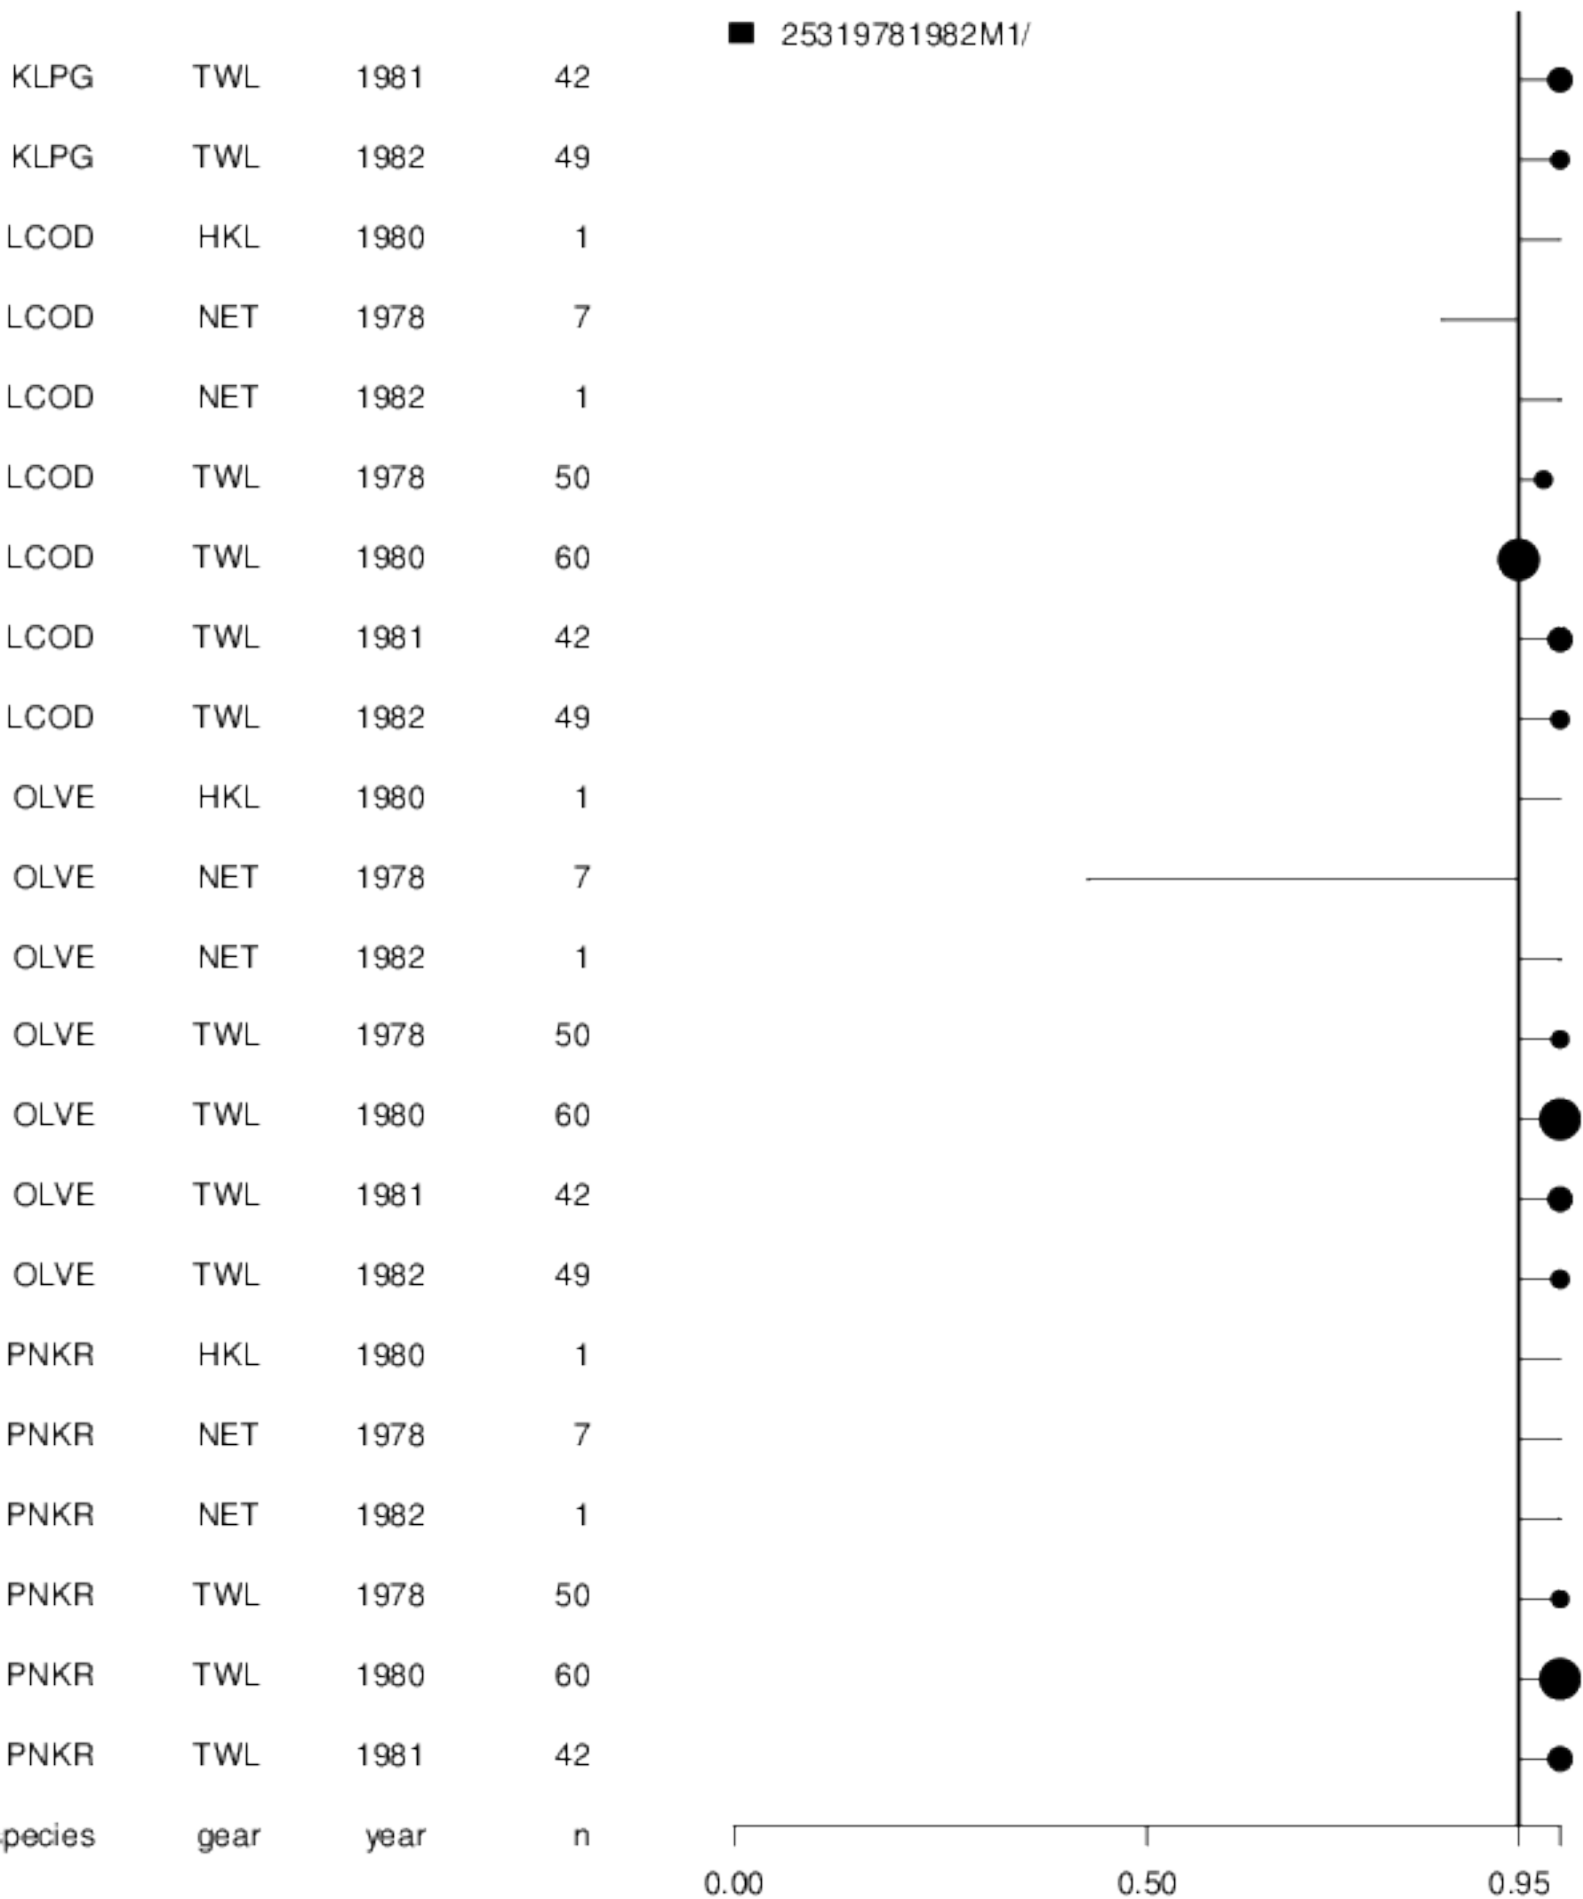 25319781982M1/
KLPG TWL 1981 42
KLPG TWL 1982 49
LCOD HKL 1980 1
LCOD NET 1978 7
LCOD NET 1982 1
LCOD TWL 1978 50
LCOD TWL 1980 60
LCOD TWL 1981 42
LCOD TWL 1982 49
OLVE HKL 1980 1
OLVE NET 1978 7
OLVE NET 1982 1
OLVE TWL 1978 50
OLVE TWL 1980 60
OLVE TWL 1981 42
OLVE TWL 1982 49
PNKR HKL 1980 1
PNKR NET 1978 7
PNKR NET 1982 1
PNKR TWL 1978 50
PNKR TWL 1980 60
PNKR TWL 1981 42
pecies gear year n
0.00 0.50 0.95